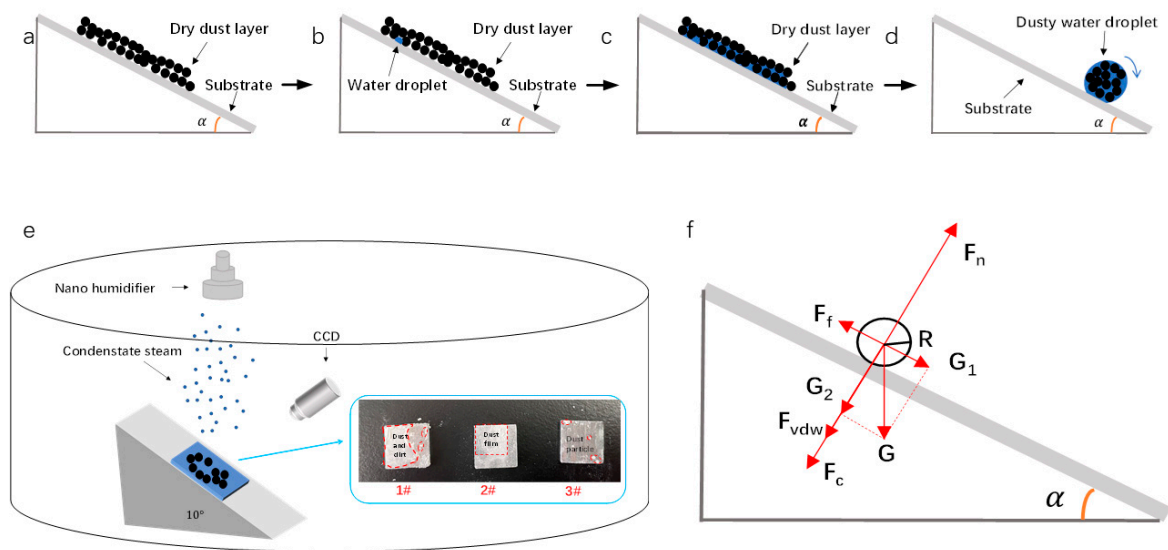 a
Dry dust layer
Substrate
α
b
Dry dust layer
Water droplet
Substrate
α
c
Dry dust layer
Substrate
α
d
Dusty water droplet
Substrate
α
e
Nano humidifier
Condenstate steam
CCD
10°
Dust
and
dirt
Dust
film
Dust
particle
1#
2#
3#
f
Fn
Ff
R
G1
G2
Fvdw
G
Fc
α